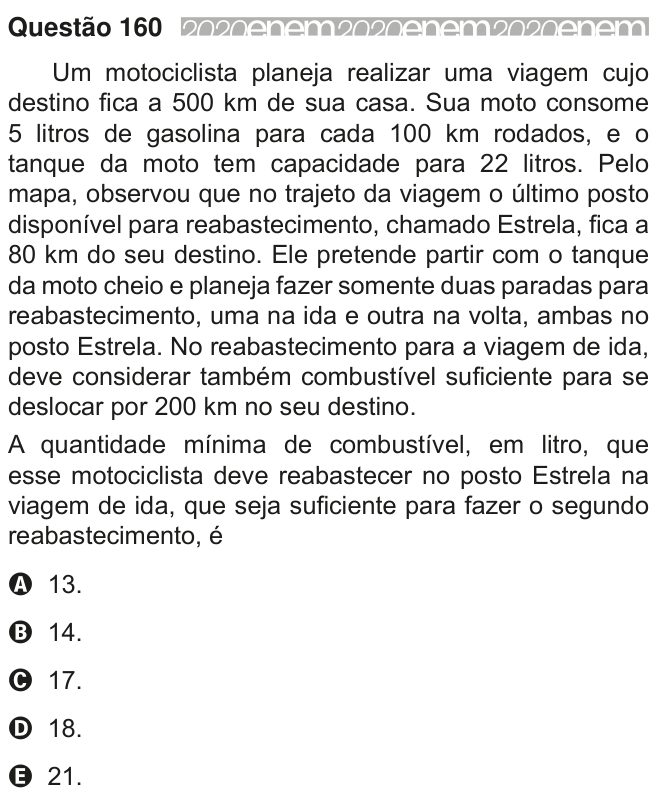 Questão 160 2020enem2020enem2020enem
Um motociclista planeja realizar uma viagem cujo
destino fica a 500 km de sua casa. Sua moto consome
5 litros de gasolina para cada 100 km rodados, e o
tanque da moto tem capacidade para 22 litros. Pelo
mapa, observou que no trajeto da viagem o último posto
disponível para reabastecimento, chamado Estrela, fica a
80 km do seu destino. Ele pretende partir com o tanque
da moto cheio e planeja fazer somente duas paradas para
reabastecimento, uma na ida e outra na volta, ambas no
posto Estrela. No reabastecimento para a viagem de ida,
deve considerar também combustível suficiente para se
deslocar por 200 km no seu destino.
A quantidade mínima de combustível, em litro, que
esse motociclista deve reabastecer no posto Estrela na
viagem de ida, que seja suficiente para fazer o segundo
reabastecimento, é
A 13.
B 14.
C 17.
D 18.
E 21.